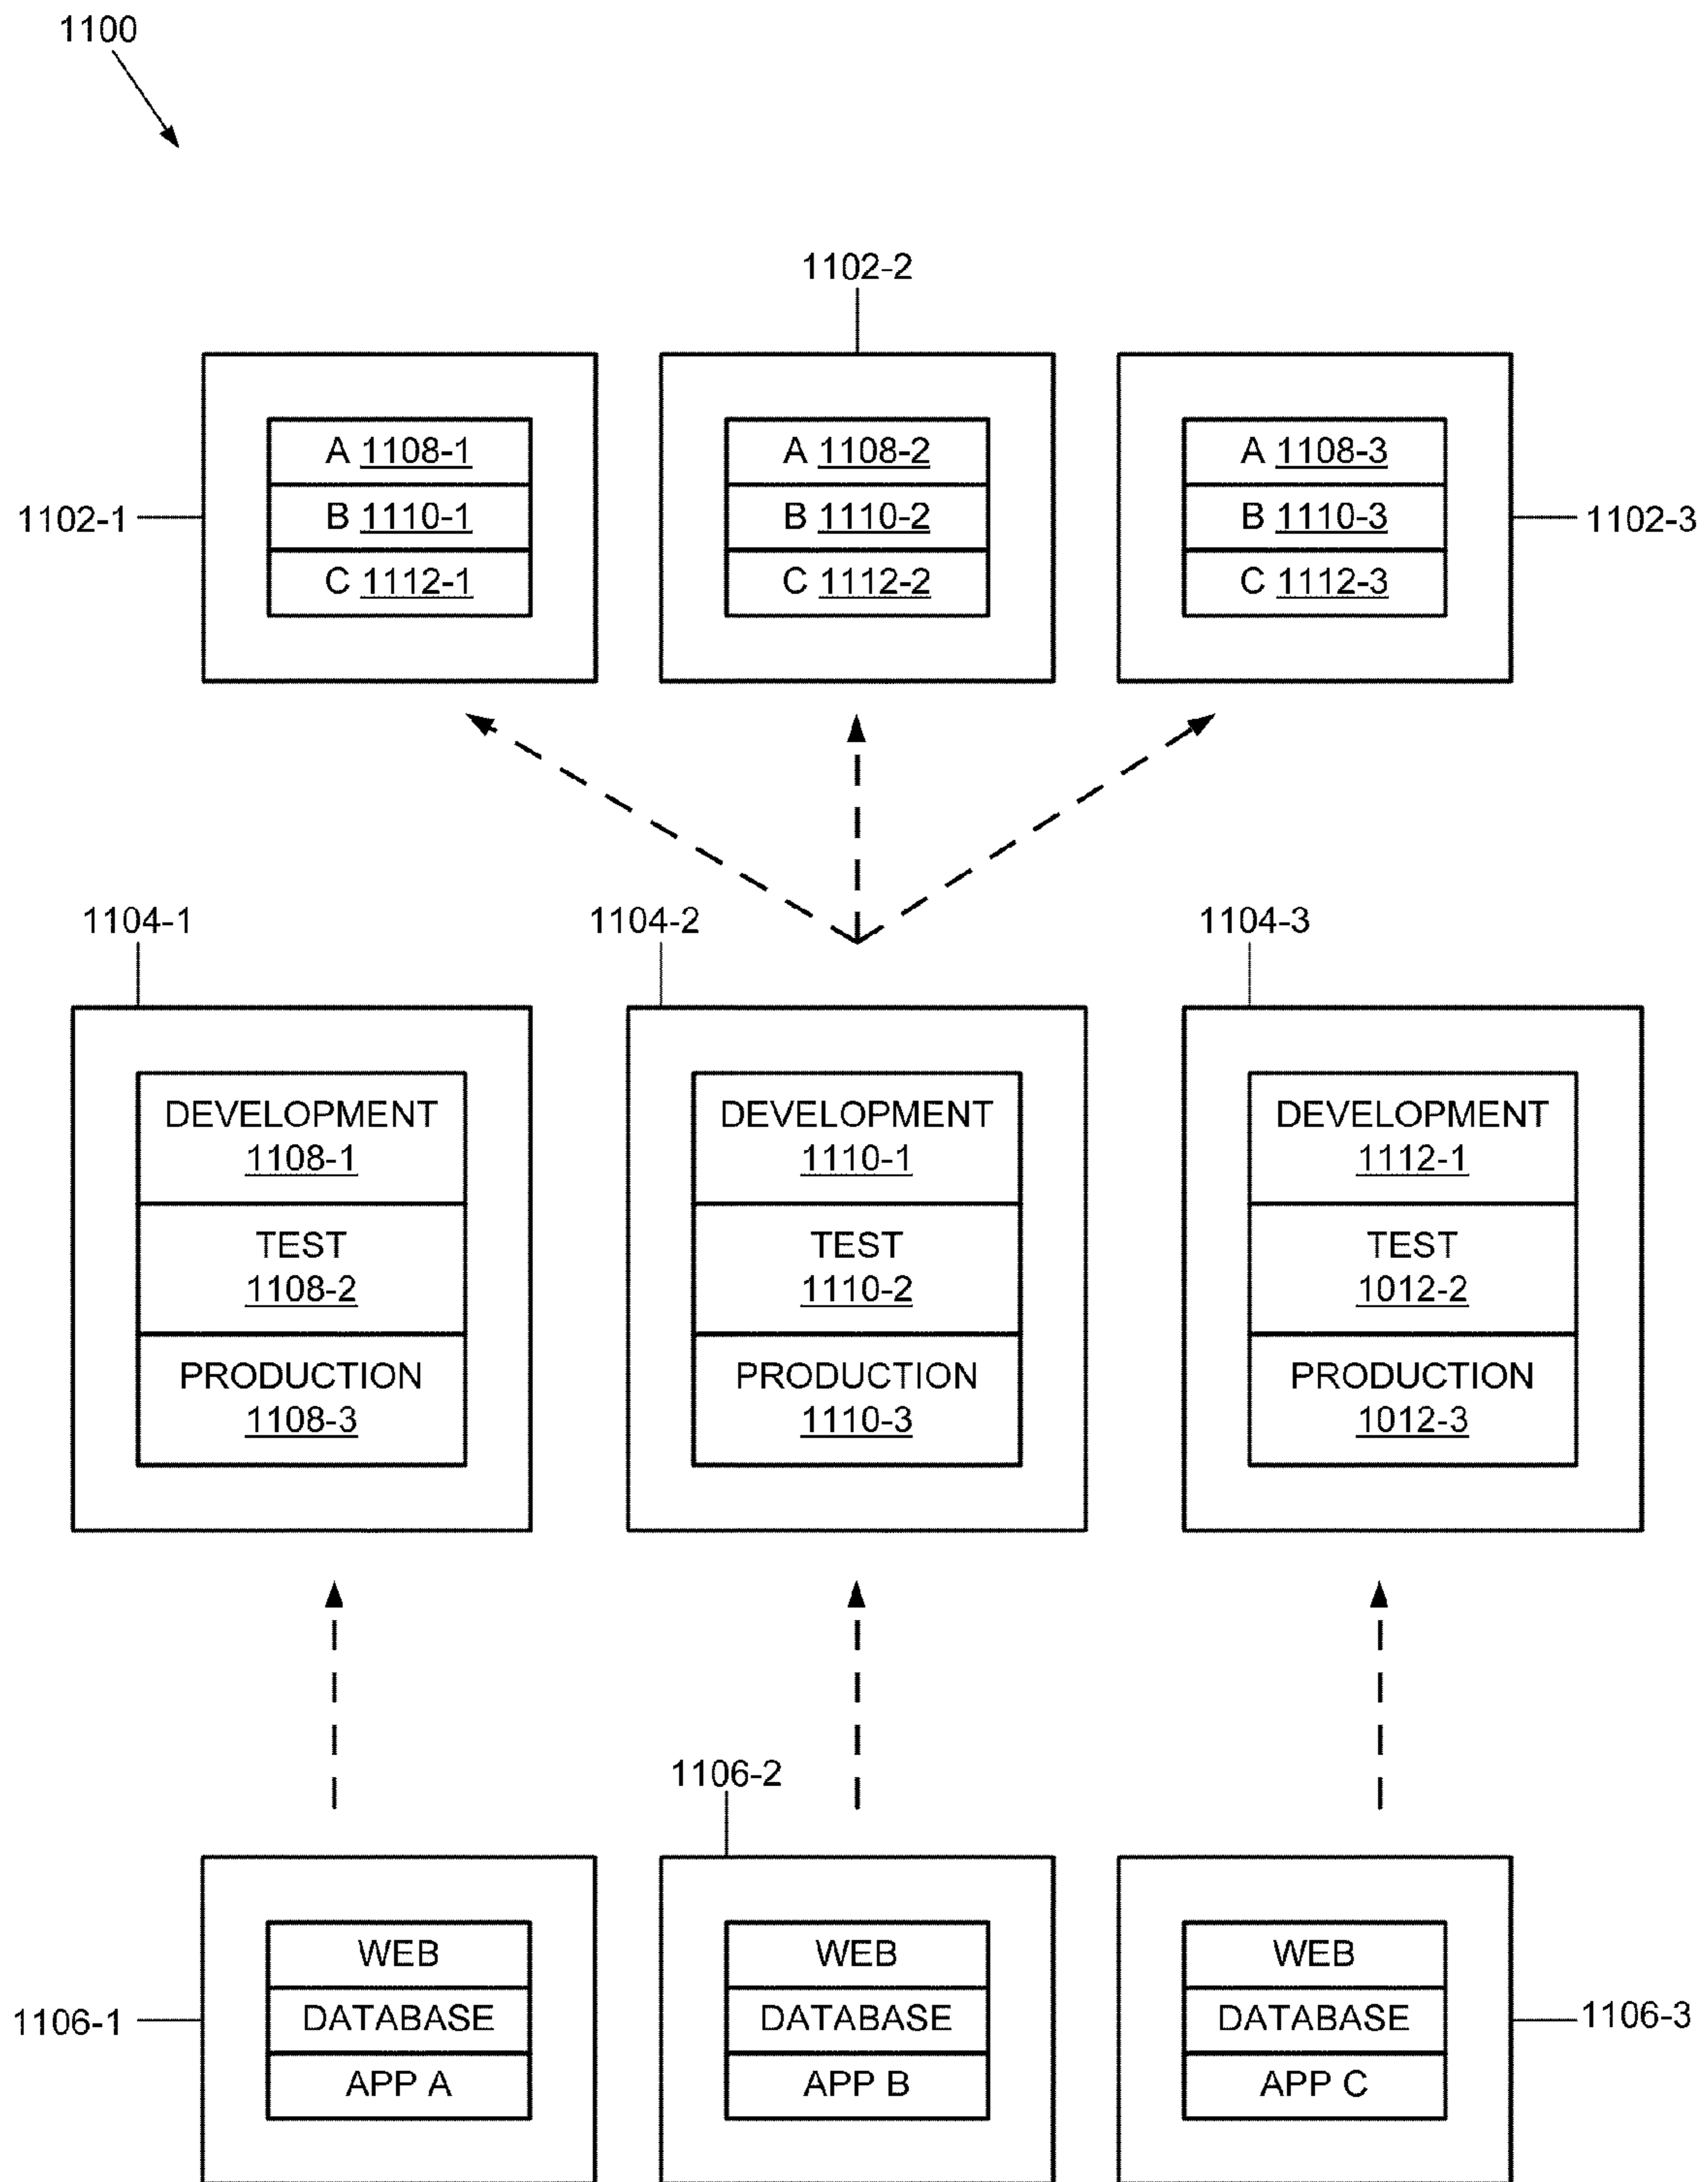 1100
1102-2
A 1108-1
B 1110-1
C 1112-1
A 1108-2
B 1110-2
C 1112-2
A 1108-3
B 1110-3
C 1112-3
1102-1
1102-3
1104-1
1104-2
1104-3
DEVELOPMENT
1108-1
TEST
1108-2
PRODUCTION
1108-3
DEVELOPMENT
1110-1
TEST
1110-2
PRODUCTION
1110-3
DEVELOPMENT
1112-1
TEST
1012-2
PRODUCTION
1012-3
1106-2
1106-1
WEB
DATABASE
APP A
WEB
DATABASE
APP B
WEB
DATABASE
APP C
1106-3